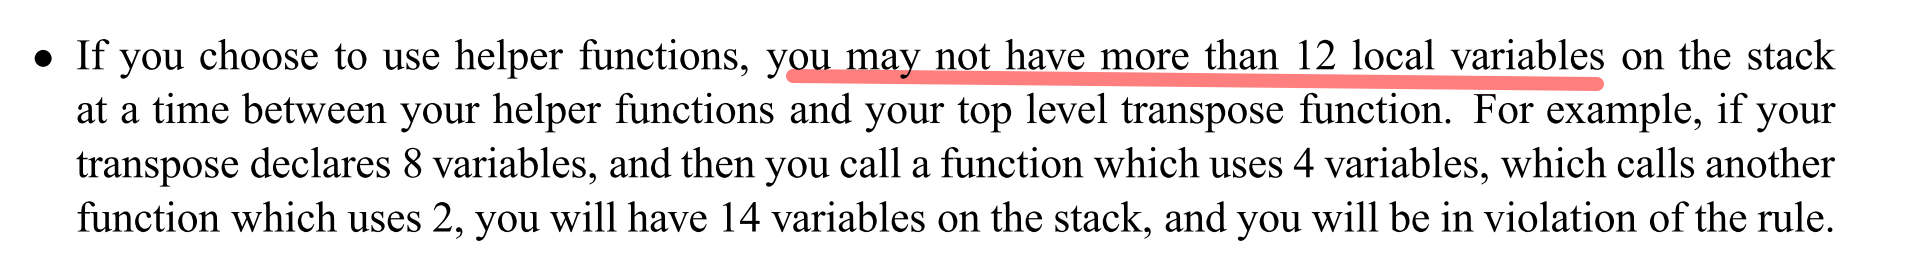 • If you choose to use helper functions, you may not have more than 12 local variables on the stack
at a time between your helper functions and your top level transpose function. For example, if your
transpose declares 8 variables, and then you call a function which uses 4 variables, which calls another
function which uses 2, you will have 14 variables on the stack, and you will be in violation of the rule.